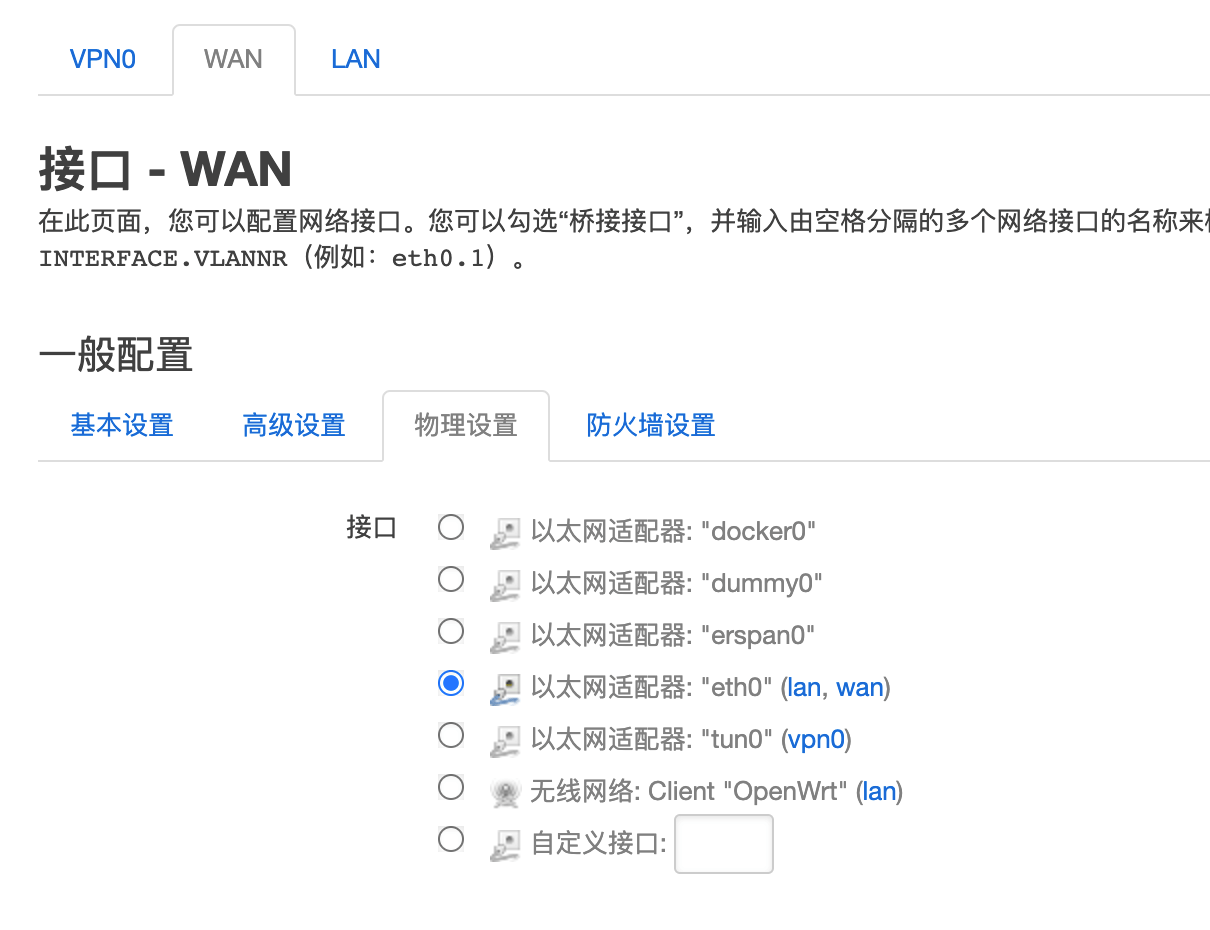 VPN0 WAN LAN
接口 - WAN
在此页面，您可以配置网络接口。您可以勾选“桥接接口”，并输入由空格分隔的多个网络接口的名称来
INTERFACE.VLANNR（例如：eth0.1）。
一般配置
基本设置 高级设置 物理设置 防火墙设置
接口
以太网适配器: "docker0"
以太网适配器: "dummy0"
以太网适配器: "erspan0"
以太网适配器: "eth0" (lan, wan)
以太网适配器: "tun0" (vpn0)
无线网络: Client "OpenWrt" (lan)
自定义接口: